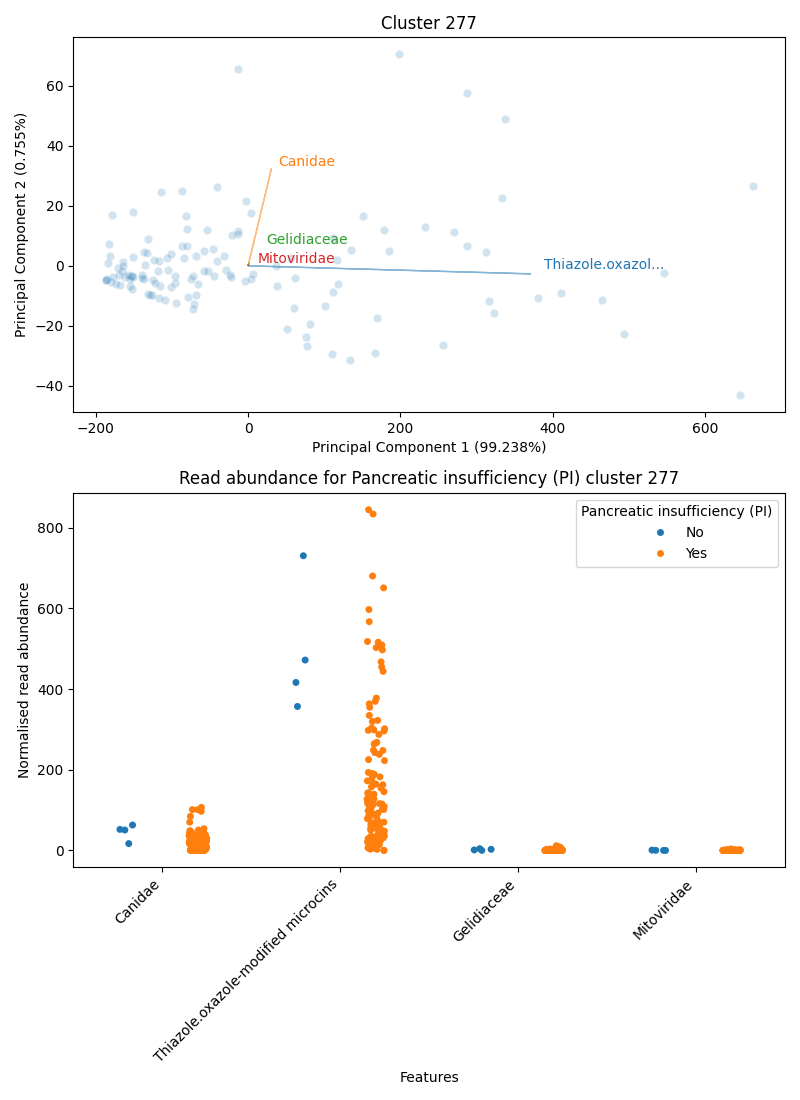 Cluster 277
Principal Component 2 (0.755%)
60
40
20
0
−20
−40
Canidae
Gelidiaceae
Mitoviridae
Thiazole.oxazol...
−200
0
200
400
600
Principal Component 1 (99.238%)
Read abundance for Pancreatic insufficiency (PI) cluster 277
Normalised read abundance
800
600
400
200
0
Pancreatic insufficiency (PI)
No
Yes
Canidae
Thiazole.oxazole-modified microcins
Gelidiaceae
Mitoviridae
Features